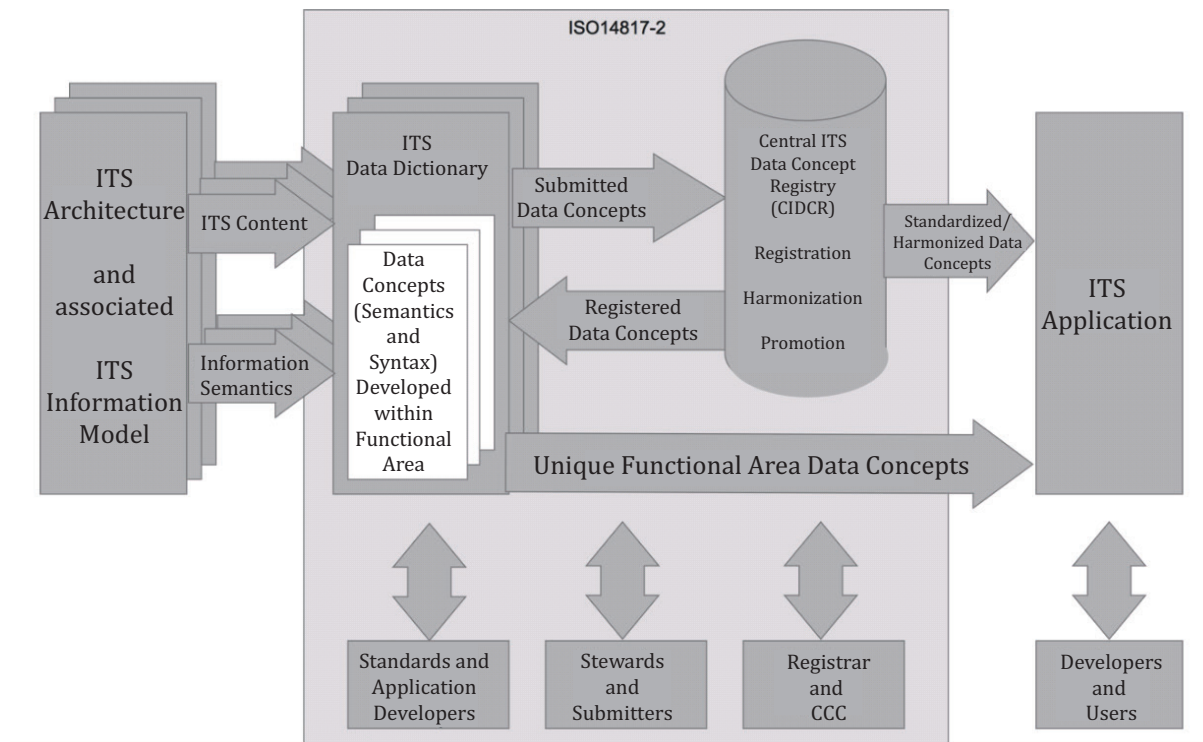 ISO14817-2
ITS
Architecture
and
associated
ITS
Information
Model
ITS Content
Information
Semantics
ITS
Data Dictionary
Data
Concepts
(Semantics
and
Syntax)
Developed
within
Functional
Area
Submitted
Data Concepts
Registered
Data Concepts
Central ITS
Data Concept
Registry
(CIDCR)
Registration
Harmonization
Promotion
Standardized/
Harmonized Data
Concepts
ITS
Application
Unique Functional Area Data Concepts
Standards and
Application
Developers
Stewards
and
Submitters
Registrar
and
CCC
Developers
and
Users